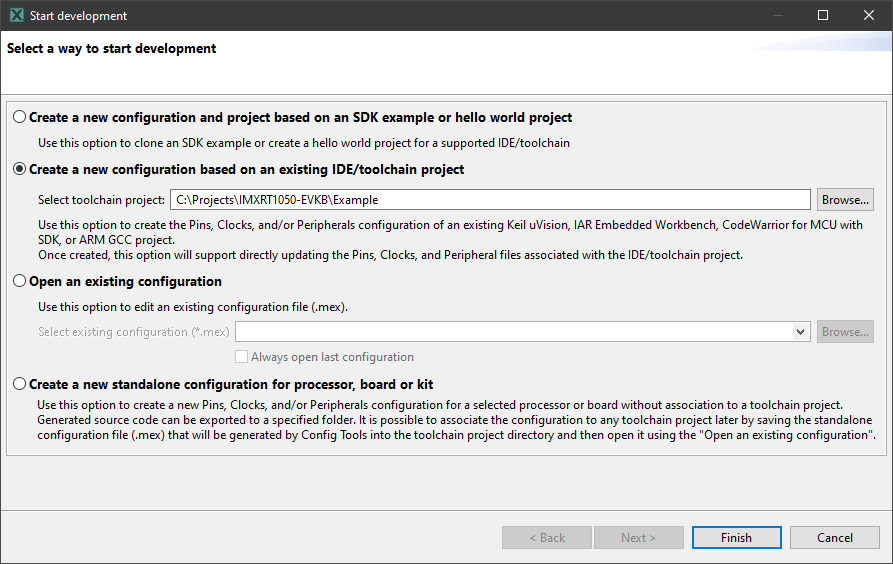 Start development
Select a way to start development
Create a new configuration and project based on an SDK example or hello world project
Use this option to clone an SDK example or create a hello world project for a supported IDE/toolchain
Create a new configuration based on an existing IDE/toolchain project
Select toolchain project: C:\Projects\IMXRT1050-EVKB\Example Browse...
Use this option to create the Pins, Clocks, and/or Peripherals configuration of an existing Keil uVision, IAR Embedded Workbench, CodeWarrior for MCU with
SDK, or ARM GCC project.
Once created, this option will support directly updating the Pins, Clocks, and Peripheral files associated with the IDE/toolchain project.
Open an existing configuration
Use this option to edit an existing configuration file (.mex).
Select existing configuration (*.mex) Browse...
Always open last configuration
Create a new standalone configuration for processor, board or kit
Use this option to create a new Pins, Clocks, and/or Peripherals configuration for a selected processor or board without association to a toolchain project.
Generated source code can be exported to a specified folder. It is possible to associate the configuration to any toolchain project later by saving the standalone
configuration file (.mex) that will be generated by Config Tools into the toolchain project directory and then open it using the "Open an existing configuration".
< Back Next > Finish Cancel